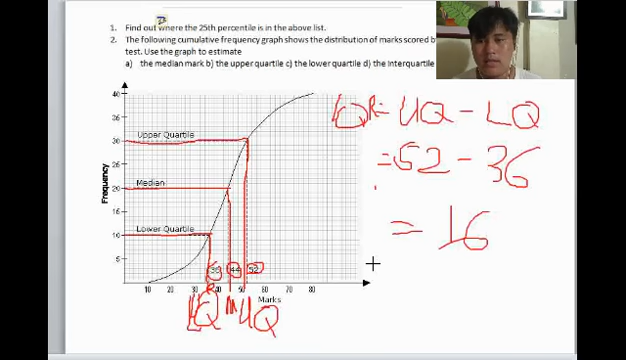 1. Find out where the 25th percentile is in the above list.
2. The following cumulative frequency graph shows the distribution of marks scored b
test. Use the graph to estimate
a) the median mark b) the upper quartile c) the lower quartile d) the Interquartile
40
35
30
25
20
15
10
5
Frequency
Upper Quartile
Median
Lower Quartile
36 44 52
10 20 30 40 50 60 70 80
Marks
LQ M UQ
IQR = UQ - LQ
= 52 - 36
= 16